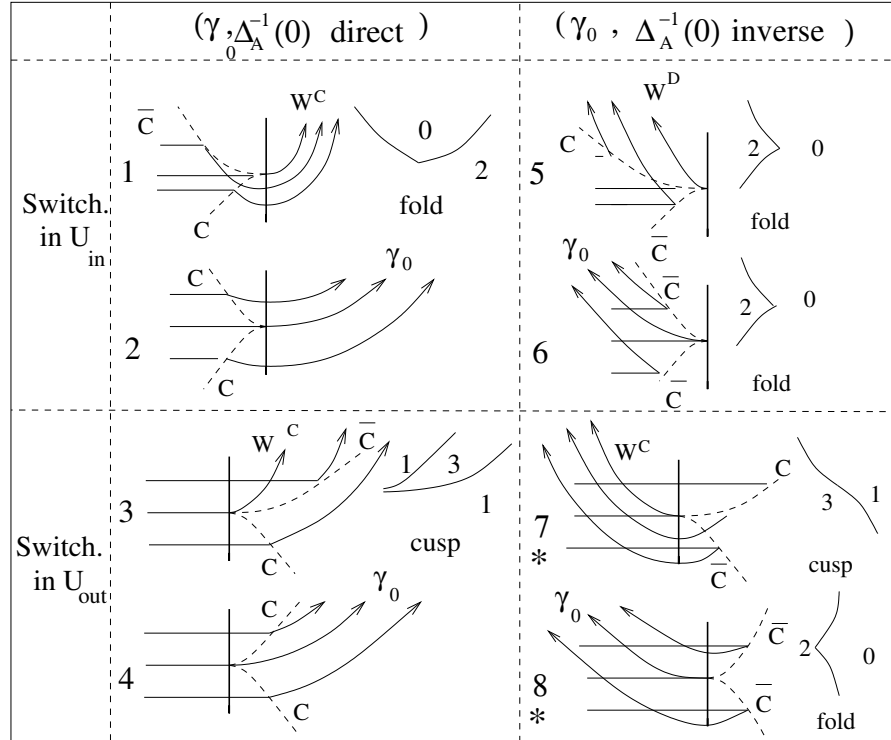 (γ₀, Δ_A⁻¹(0) direct )
(γ₀ , Δ_A⁻¹(0) inverse )
Switch.
in U_in
1
C̅
C
W^C
0
2
fold
5
C
C̅
W^D
2
0
fold
2
C
C
γ₀
6
γ₀
C̅
C̅
2
0
fold
Switch.
in U_out
3
W^C
C̅
C
1
3
1
cusp
7
*
W^C
C
C̅
3
1
cusp
4
C
C
γ₀
8
*
γ₀
C̅
C̅
2
0
fold